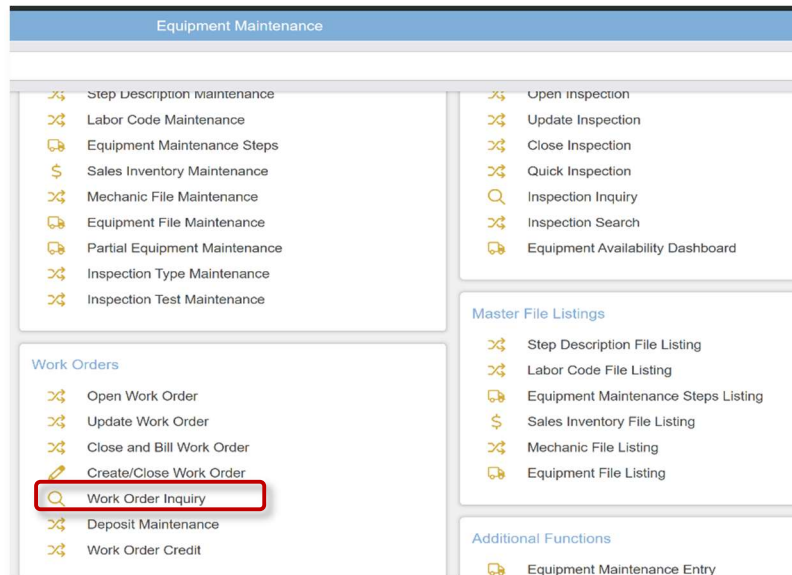 Equipment Maintenance
Step Description Maintenance
Labor Code Maintenance
Equipment Maintenance Steps
$ Sales Inventory Maintenance
Mechanic File Maintenance
Equipment File Maintenance
Partial Equipment Maintenance
Inspection Type Maintenance
Inspection Test Maintenance
Work Orders
Open Work Order
Update Work Order
Close and Bill Work Order
Create/Close Work Order
Work Order Inquiry
Deposit Maintenance
Work Order Credit
Open Inspection
Update Inspection
Close Inspection
Quick Inspection
Inspection Inquiry
Inspection Search
Equipment Availability Dashboard
Master File Listings
Step Description File Listing
Labor Code File Listing
Equipment Maintenance Steps Listing
$ Sales Inventory File Listing
Mechanic File Listing
Equipment File Listing
Additional Functions
Equipment Maintenance Entry